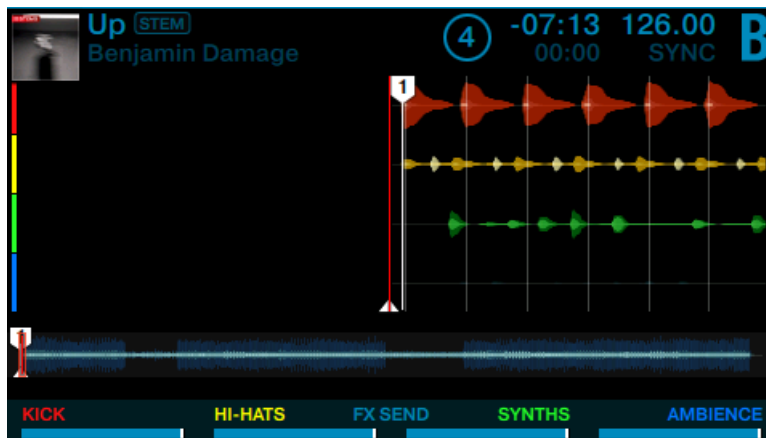 Up STEM
Benjamin Damage
4
-07:13
00:00
126.00
SYNC
B
1
1
KICK
HI-HATS
FX SEND
SYNTHS
AMBIENCE